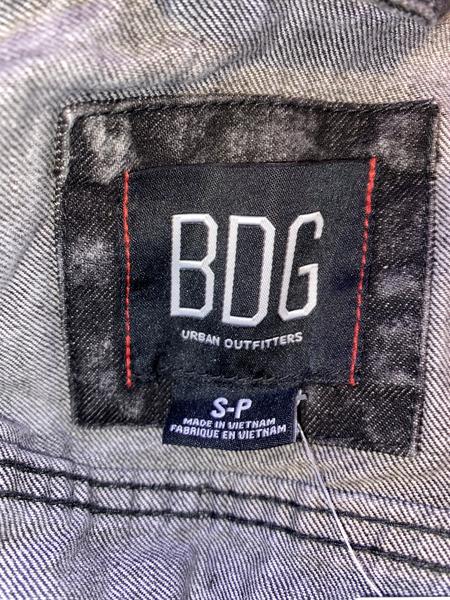 BDG
URBAN OUTFITTERS
S-P
MADE IN VIETNAM
FABRIQUE EN VIETNAM